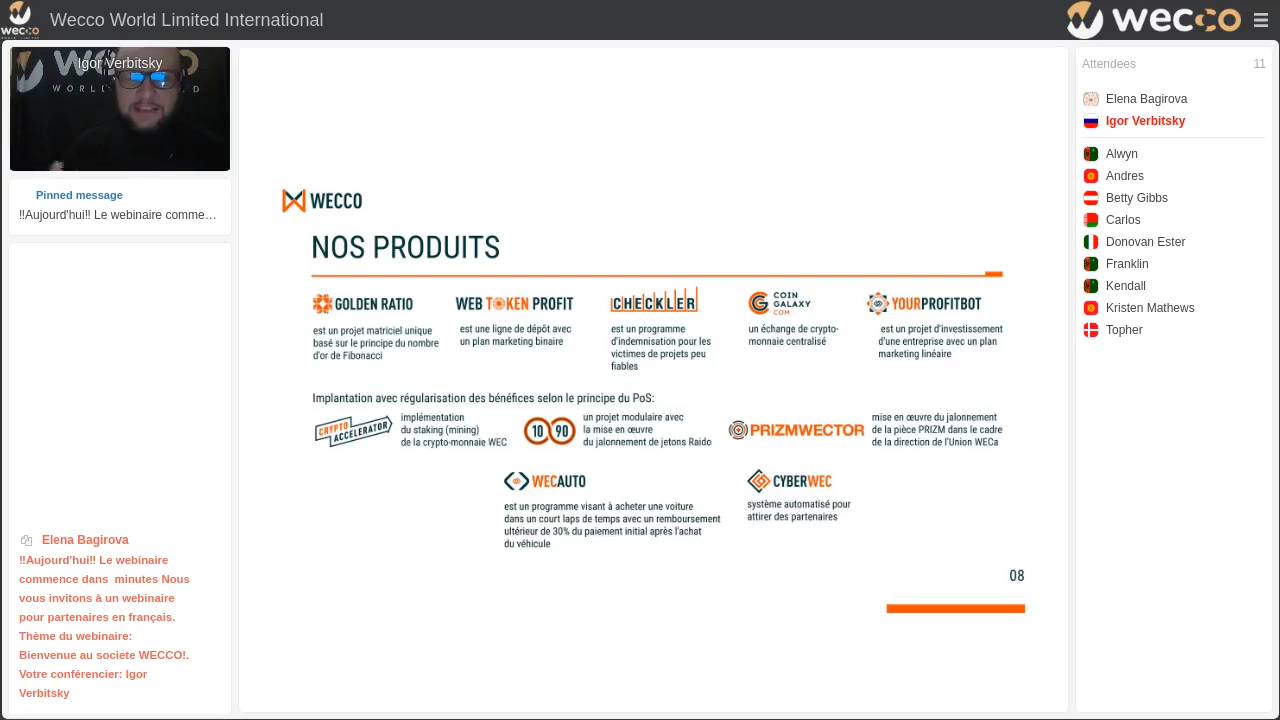 wecco
Wecco World Limited International
wecco
Igor Verbitsky
Pinned message
!!Aujourd'hui!! Le webinaire comme…
Elena Bagirova
!!Aujourd'hui!! Le webinaire
commence dans minutes Nous
vous invitons à un webinaire
pour partenaires en français.
Thème du webinaire:
Bienvenue au societe WECCO!.
Votre conférencier: Igor
Verbitsky
WECCO
NOS PRODUITS
GOLDEN RATIO
est un projet matriciel unique
basé sur le principe du nombre
d'or de Fibonacci
WEB TOKEN PROFIT
est une ligne de dépôt avec
un plan marketing binaire
CHECKLER
est un programme
d'indemnisation pour les
victimes de projets peu
fiables
COIN
GALAXY
COM
un échange de crypto-
monnaie centralisé
YOURPROFITBOT
est un projet d'investissement
d'une entreprise avec un plan
marketing linéaire
Implantation avec régularisation des bénéfices selon le principe du PoS:
CRYPTO
ACCELERATOR
implémentation
du staking (mining)
de la crypto-monnaie WEC
10 90
un projet modulaire avec
la mise en œuvre
du jalonnement de jetons Raido
PRIZMWECTOR
mise en œuvre du jalonnement
de la pièce PRIZM dans le cadre
de la direction de l'Union WECa
WECAUTO
est un programme visant à acheter une voiture
dans un court laps de temps avec un remboursement
ultérieur de 30% du paiement initial après l'achat
du véhicule
CYBERWEC
système automatisé pour
attirer des partenaires
08
Attendees 11
Elena Bagirova
Igor Verbitsky
Alwyn
Andres
Betty Gibbs
Carlos
Donovan Ester
Franklin
Kendall
Kristen Mathews
Topher